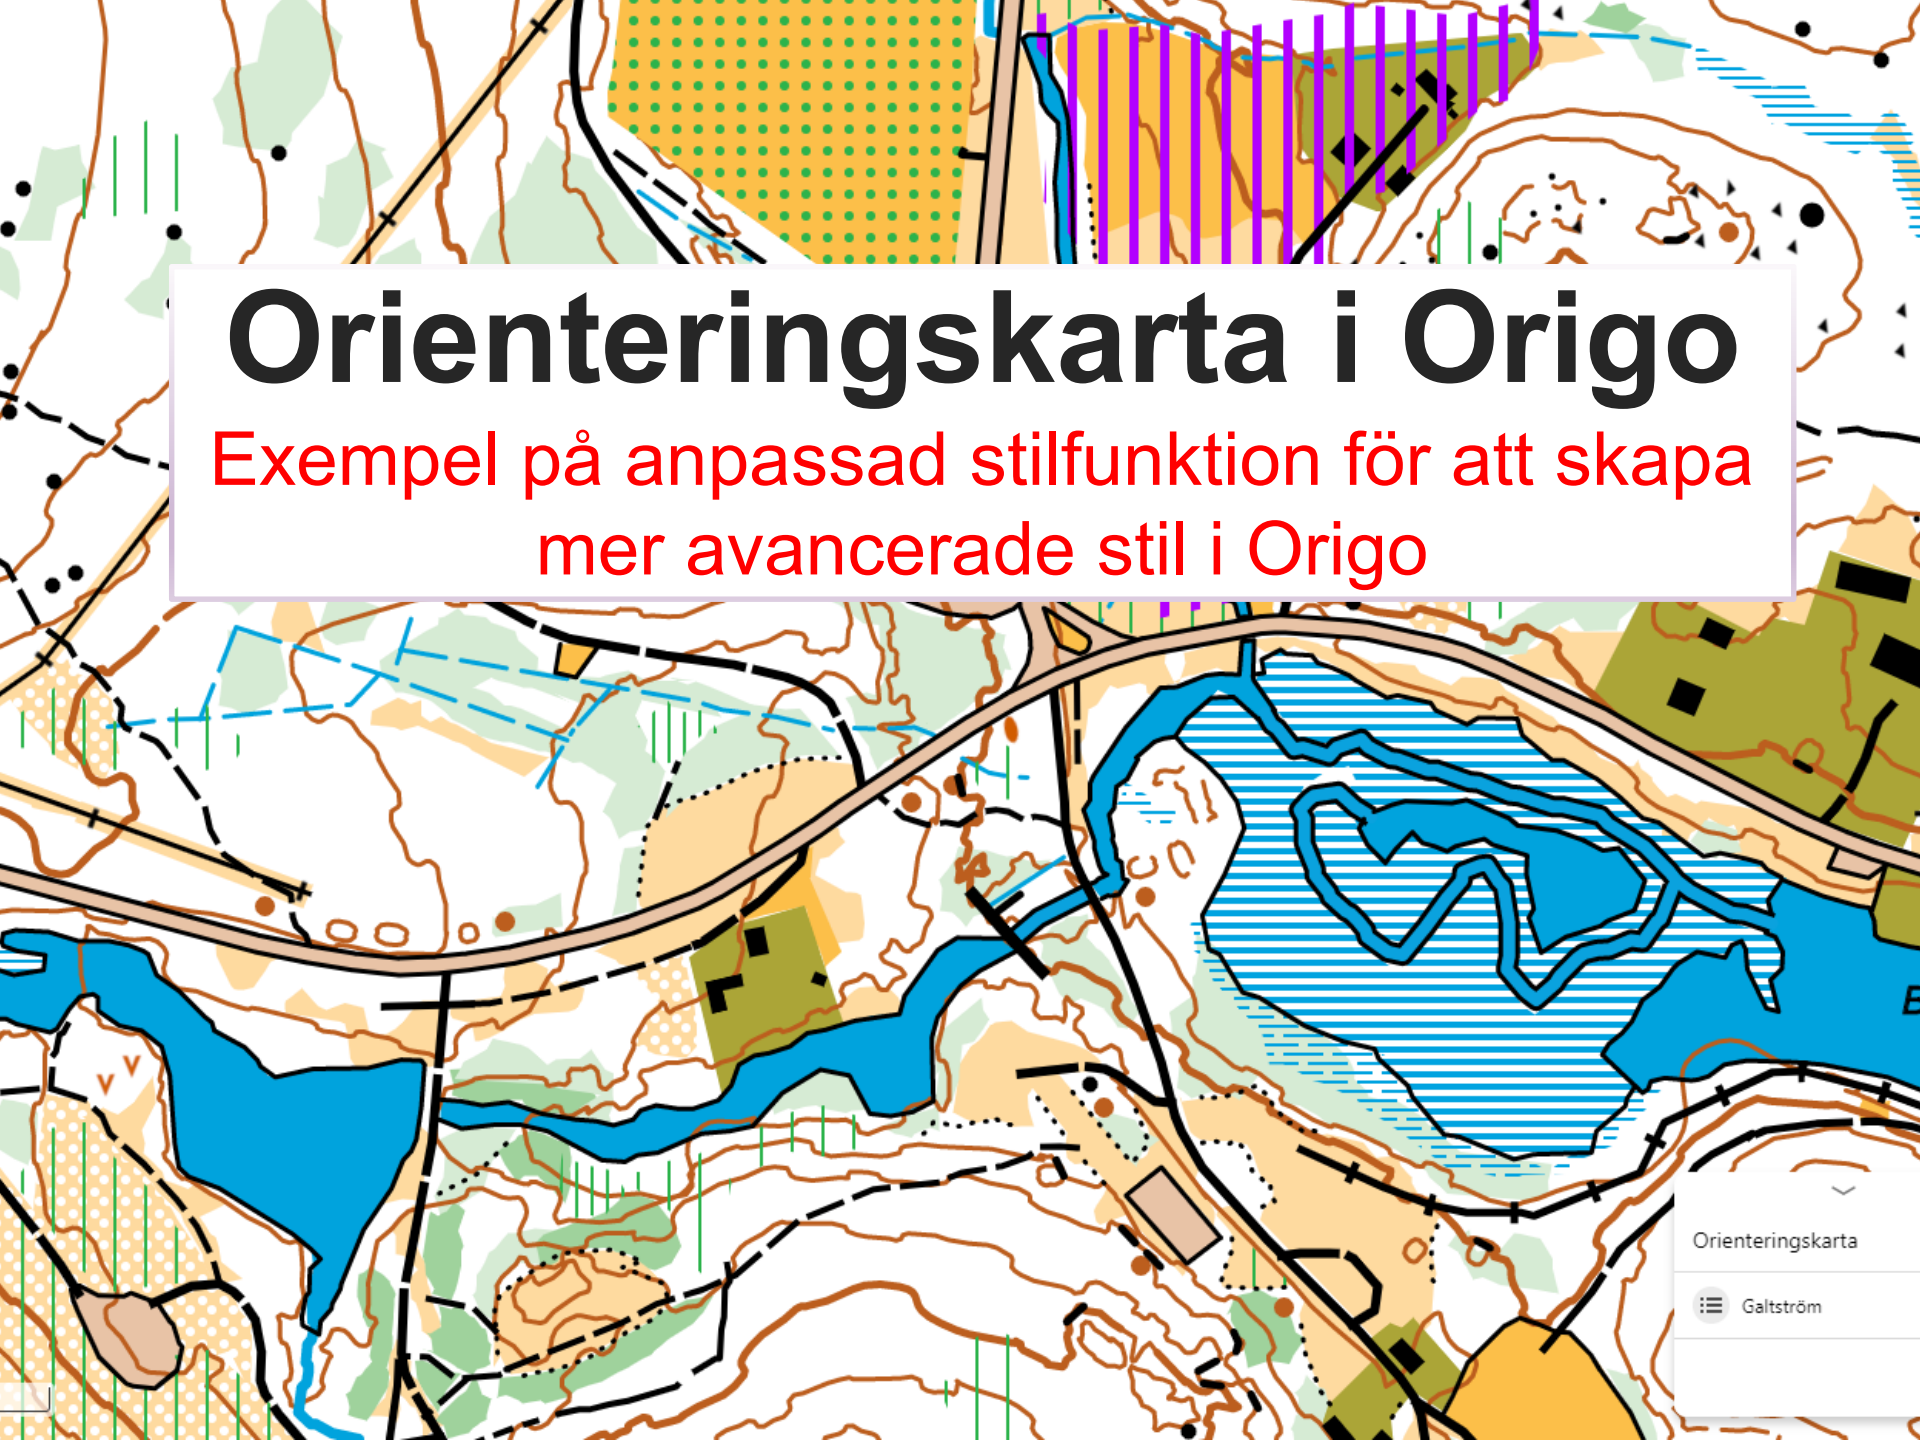 Orienteringskarta i Origo
Exempel på anpassad stilfunktion för att skapa
mer avancerade stil i Origo
B
Orienteringskarta
Galtström